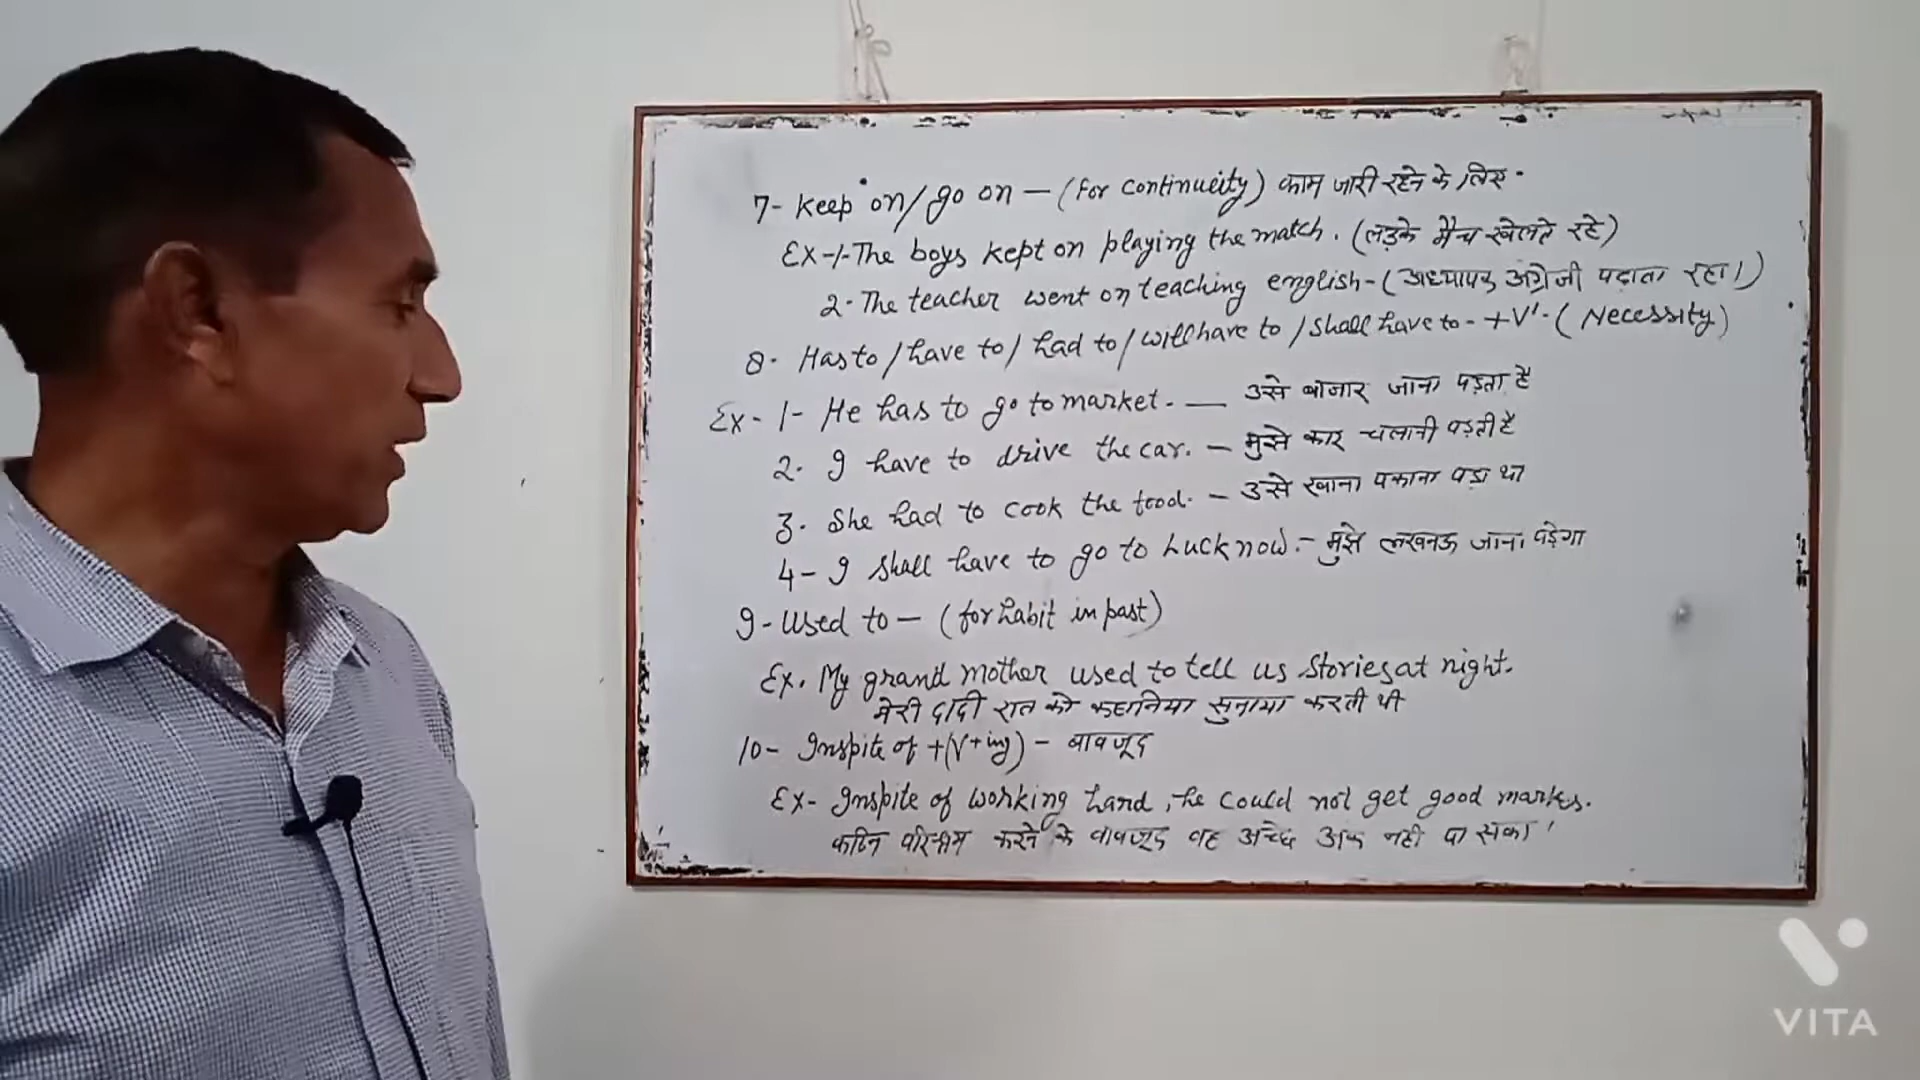 7- Keep on/go on — (for continueity) काम जारी रहने के लिए.
Ex-1-The boys kept on playing the match. (लड़के मैच खेलते रहे)
2. The teacher went on teaching english-(अध्यापक अंग्रेजी पढ़ाता रहा।)
8- Has to/have to/had to/will have to/shall have to- +V'-(Necessity)
Ex- 1- He has to go to market. — उसे बाजार जाना पड़ता है
2. I have to drive the car. — मुझे कार चलानी पड़ती है
3. She had to cook the food. — उसे खाना पकाना पड़ा था
4- I shall have to go to Lucknow. - मुझे लखनऊ जाना पड़ेगा
9- Used to — (for habit in past)
Ex. My grand mother used to tell us stories at night.
मेरी दादी रात को कहानिया सुनाया करती थी
10- Inspite of +(V+ing) - बावजूद
Ex- Inspite of working hard, he could not get good marks.
कठिन परिश्रम करने के बावजूद वह अच्छे अंक नही पा सका।
VITA